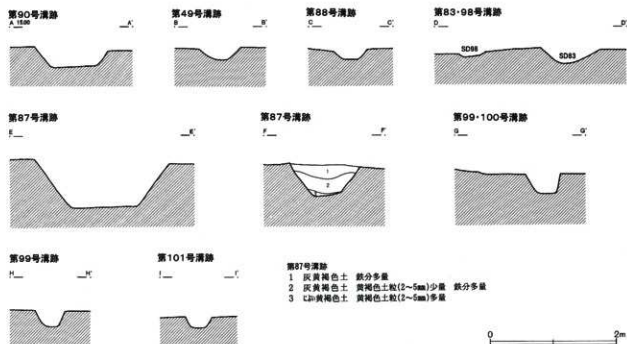 第90号溝跡
A 15.00 A'
第49号溝跡
B B'
第88号溝跡
C C'
第83・98号溝跡
D D'
SD98
SD83
第87号溝跡
E E'
第87号溝跡
F F'
1
2
第99・100号溝跡
G G'
第99号溝跡
H H'
第101号溝跡
I I'
第87号溝跡
1 灰黄褐色土 鉄分多量
2 灰黄褐色土 黄褐色土粒(2〜5mm)少量 鉄分多量
3 にぶい黄褐色土 黄褐色土粒(2〜5mm)多量
0 2m